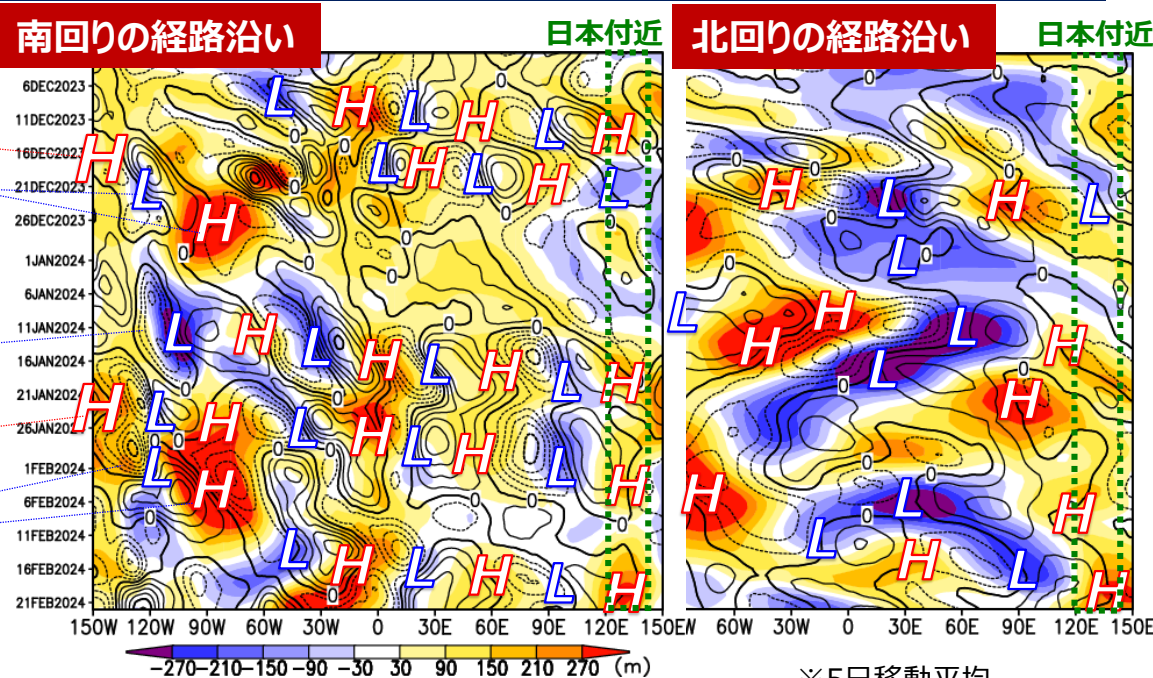 南回りの経路沿い
日本付近
北回りの経路沿い
日本付近
6DEC2023
11DEC2023
16DEC2023
21DEC2023
26DEC2023
1JAN2024
6JAN2024
11JAN2024
16JAN2024
21JAN2024
26JAN202
1FEB2024
6FEB2024
11FEB2024
16FEB2024
21FEB2024
H L H L H L H L H
H L H L H L H L H L
L H L H L H L H
H L H L H L H L H
L H L H
L H L H L H
H L H L
L
L H H L H
L H
H L H
L H L H
150W 120W 90W 60W 30W 0 30E 60E 90E 120E 150E
60W 30W 0 30E 60E 90E 120E 150E
-270 -210 -150 -90 -30 30 90 150 210 270 (m)